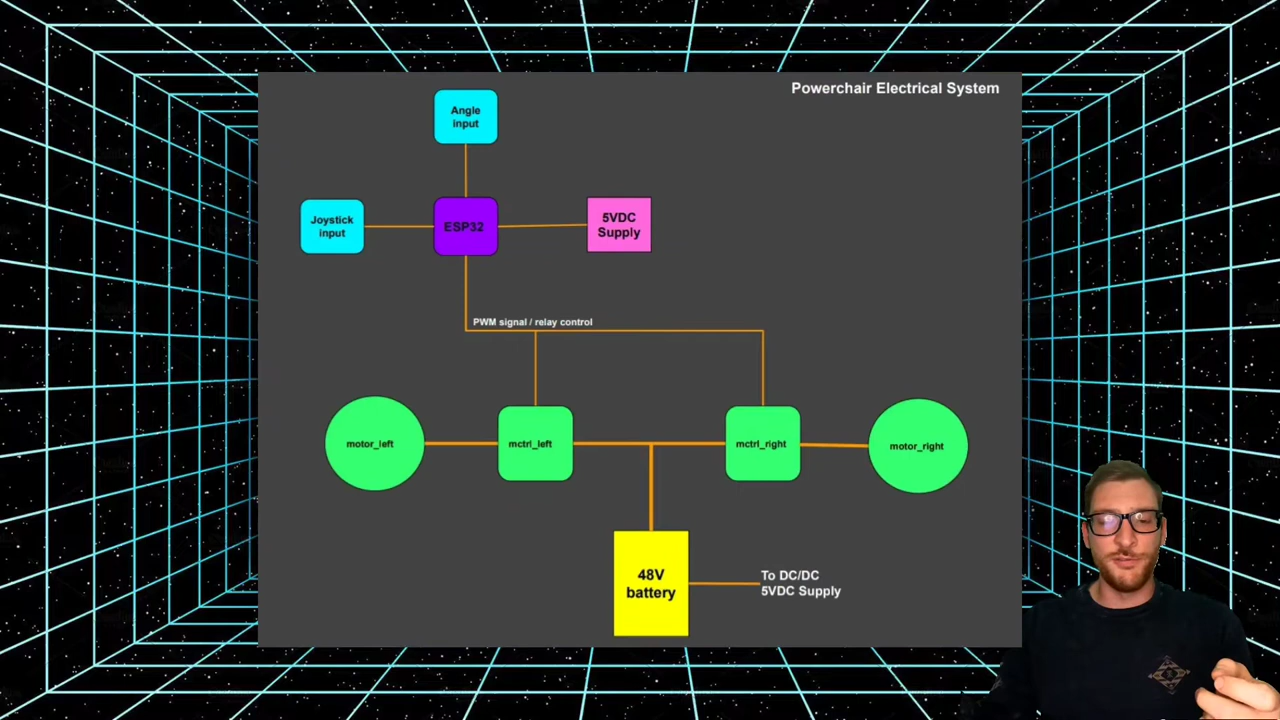 Powerchair Electrical System
Angle
input
Joystick
input
ESP32
5VDC
Supply
PWM signal / relay control
motor_left
mctrl_left
mctrl_right
motor_right
48V
battery
To DC/DC
5VDC Supply